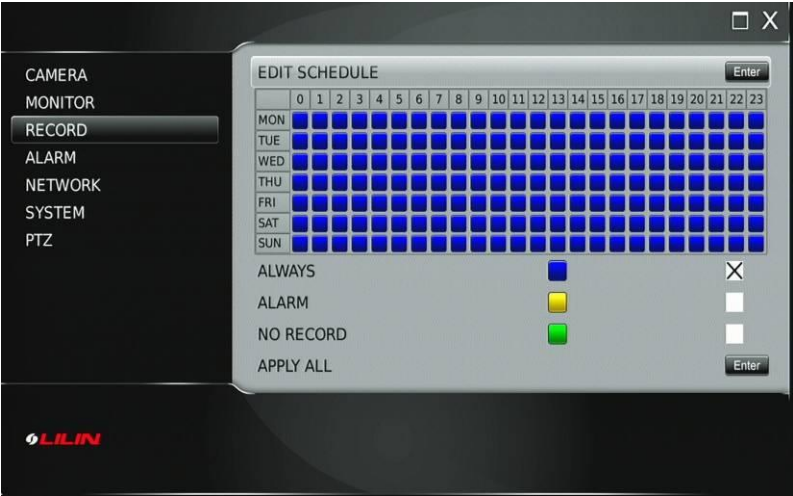 X
CAMERA
MONITOR
RECORD
ALARM
NETWORK
SYSTEM
PTZ
EDIT SCHEDULE Enter
0 1 2 3 4 5 6 7 8 9 10 11 12 13 14 15 16 17 18 19 20 21 22 23
MON
TUE
WED
THU
FRI
SAT
SUN
ALWAYS X
ALARM
NO RECORD
APPLY ALL Enter
LILIN